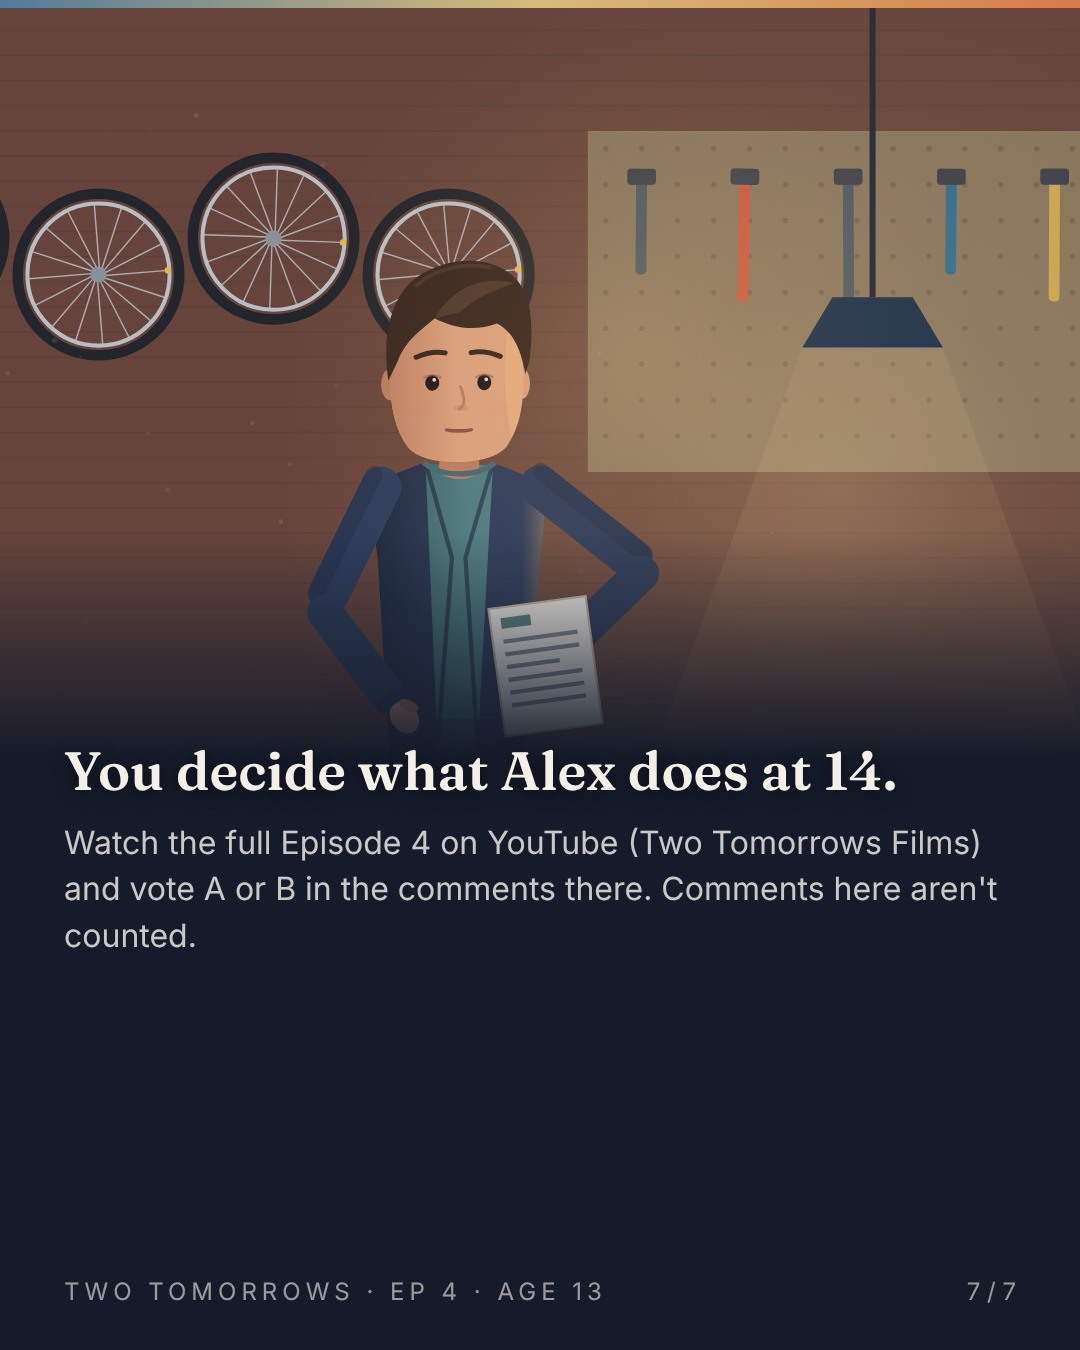 You decide what Alex does at 14.
Watch the full Episode 4 on YouTube (Two Tomorrows Films)
and vote A or B in the comments there. Comments here aren't
counted.
TWO TOMORROWS · EP 4 · AGE 13
7/7